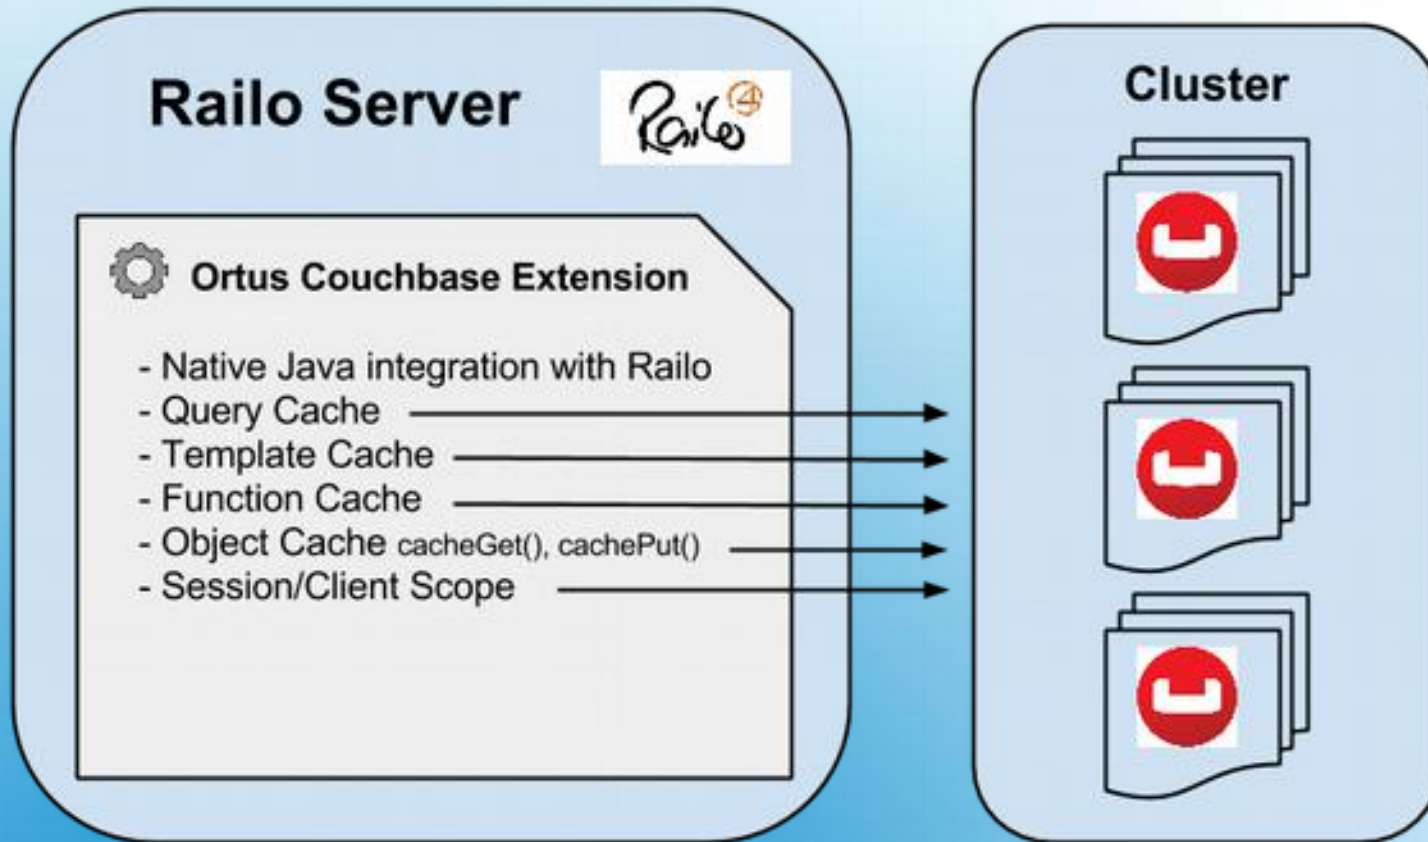 Railo Server
Railo 4
Ortus Couchbase Extension
- Native Java integration with Railo
- Query Cache
- Template Cache
- Function Cache
- Object Cache cacheGet(), cachePut()
- Session/Client Scope
Cluster